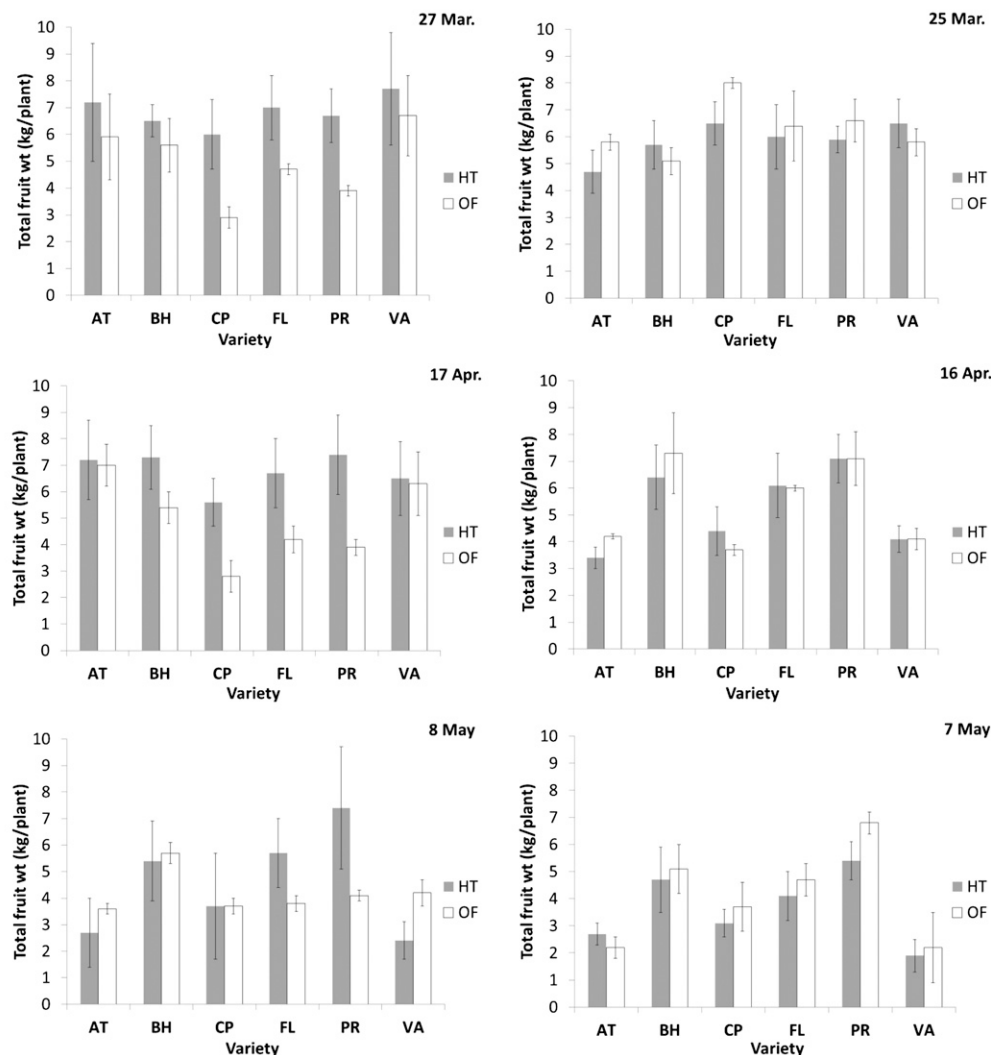 27 Mar.
Total fruit wt (kg/plant)
10
9
8
7
6
5
4
3
2
1
0
HT
OF
AT BH CP FL PR VA
Variety
25 Mar.
Total fruit wt (kg/plant)
10
9
8
7
6
5
4
3
2
1
0
HT
OF
AT BH CP FL PR VA
Variety
17 Apr.
Total fruit wt (kg/plant)
10
9
8
7
6
5
4
3
2
1
0
HT
OF
AT BH CP FL PR VA
Variety
16 Apr.
Total fruit wt (kg/plant)
10
9
8
7
6
5
4
3
2
1
0
HT
OF
AT BH CP FL PR VA
Variety
8 May
Total fruit wt (kg/plant)
10
9
8
7
6
5
4
3
2
1
0
HT
OF
AT BH CP FL PR VA
Variety
7 May
Total fruit wt (kg/plant)
10
9
8
7
6
5
4
3
2
1
0
HT
OF
AT BH CP FL PR VA
Variety